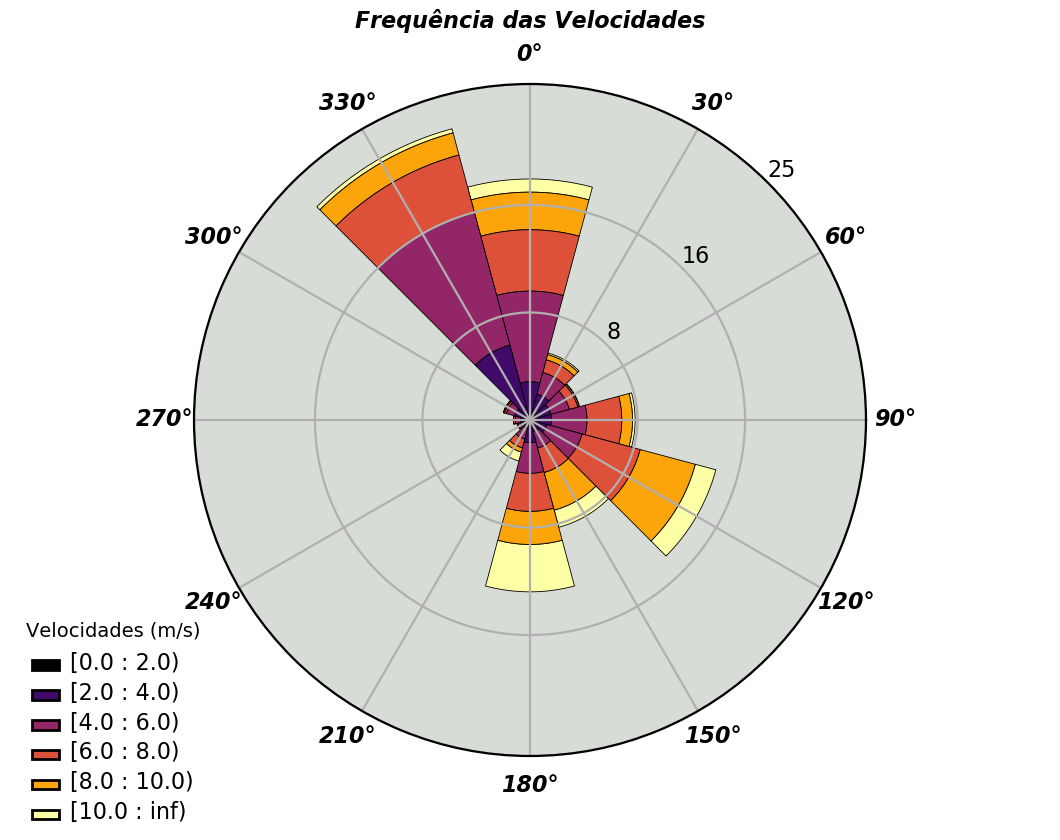 Frequência das Velocidades
0°
330°
30°
25
300°
60°
16
8
270°
90°
240°
120°
Velocidades (m/s)
[0.0 : 2.0)
[2.0 : 4.0)
[4.0 : 6.0)
[6.0 : 8.0)
[8.0 : 10.0)
[10.0 : inf)
210°
150°
180°